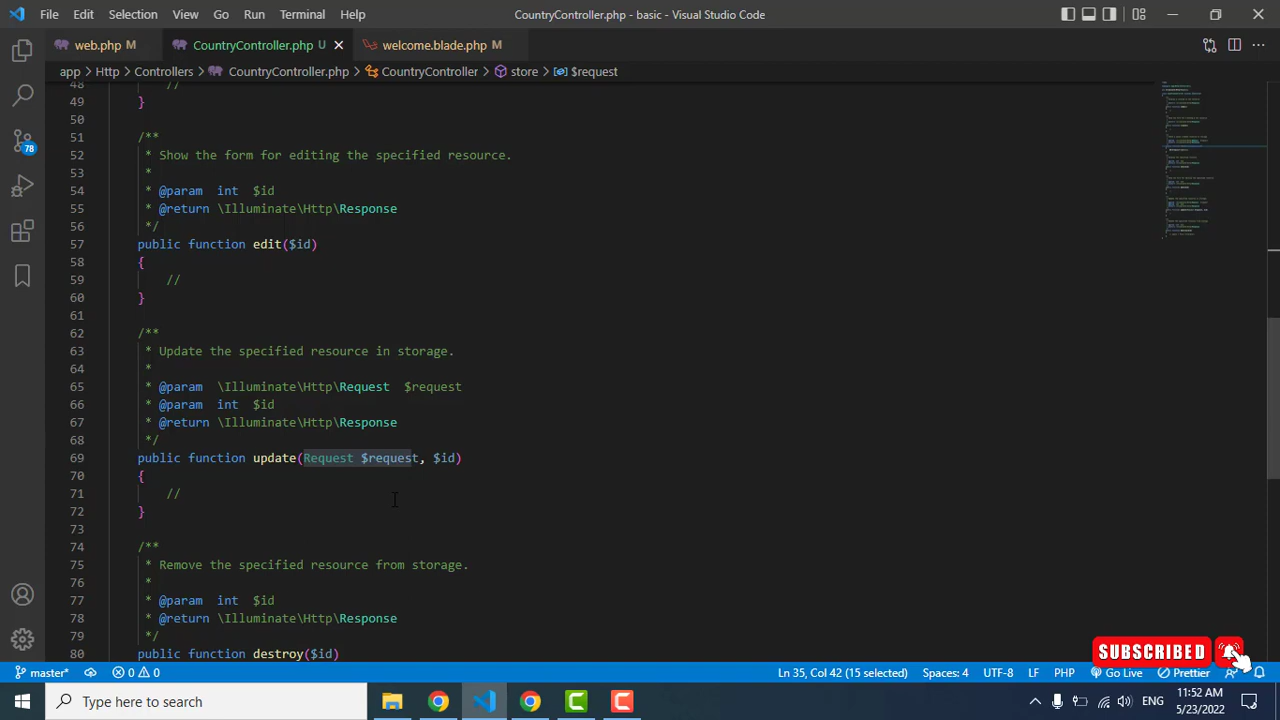 File Edit Selection View Go Run Terminal Help CountryController.php - basic - Visual Studio Code
web.php M CountryController.php U welcome.blade.php M
app > Http > Controllers > CountryController.php > CountryController > store > $request
48 //
49 }
50
51 /**
52 * Show the form for editing the specified resource.
53 *
54 * @param int $id
55 * @return \Illuminate\Http\Response
56 */
57 public function edit($id)
58 {
59 //
60 }
61
62 /**
63 * Update the specified resource in storage.
64 *
65 * @param \Illuminate\Http\Request $request
66 * @param int $id
67 * @return \Illuminate\Http\Response
68 */
69 public function update(Request $request, $id)
70 {
71 //
72 }
73
74 /**
75 * Remove the specified resource from storage.
76 *
77 * @param int $id
78 * @return \Illuminate\Http\Response
79 */
80 public function destroy($id)
78
SUBSCRIBED
master* 0 0 Ln 35, Col 42 (15 selected) Spaces: 4 UTF-8 LF PHP Go Live Prettier
Type here to search
ENG
11:52 AM
5/23/2022